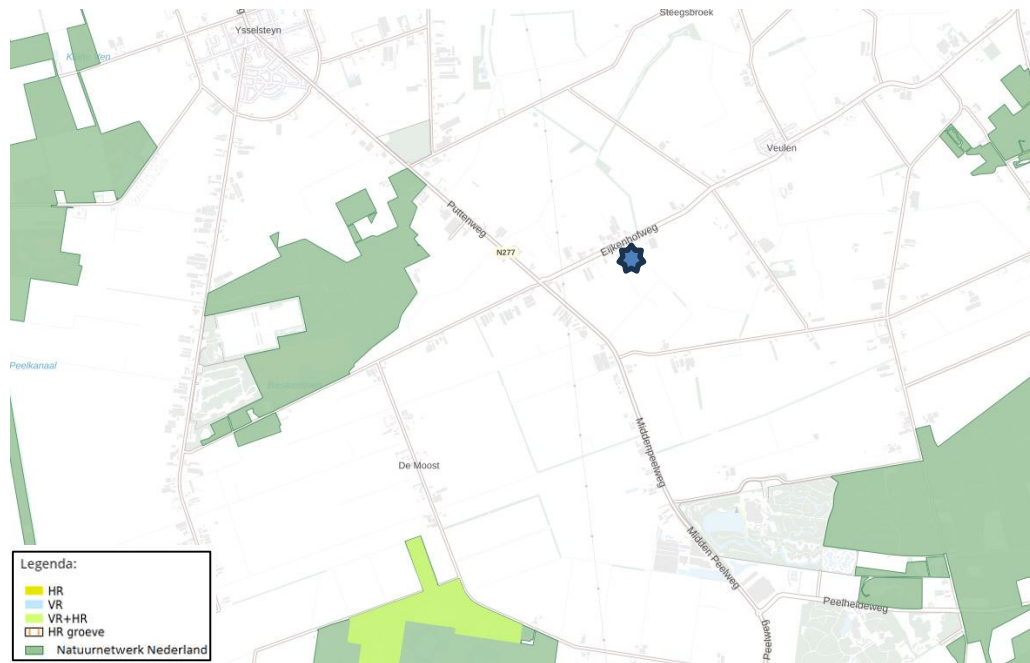 Steegsbroek
Ysselsteyn
Veulen
Puttenweg
Eijkenhofweg
N277
Peelkanaal
De Moost
Middenpeelweg
Midden Peelweg
Peelheideweg
Peelweg
Legenda:
HR
VR
VR+HR
HR groeve
Natuurnetwerk Nederland